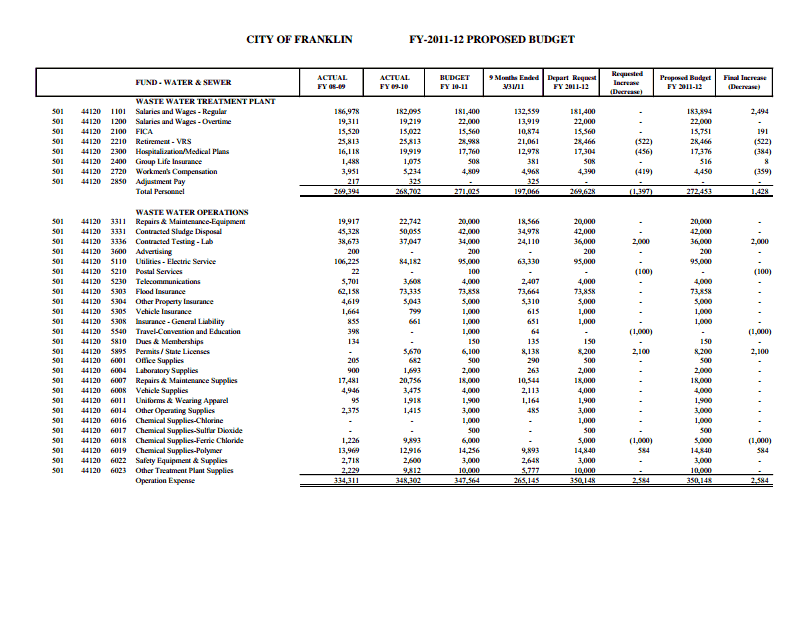 CITY OF FRANKLIN FY-2011-12 PROPOSED BUDGET
FUND - WATER & SEWER ACTUAL FY 08-09 ACTUAL FY 09-10 BUDGET FY 10-11 9 Months Ended 3/31/11 Depart Request FY 2011-12 Requested Increase (Decrease) Proposed Budget FY 2011-12 Final Increase (Decrease)
WASTE WATER TREATMENT PLANT
501 44120 1101 Salaries and Wages - Regular 186,978 182,095 181,400 132,559 181,400 - 183,894 2,494
501 44120 1200 Salaries and Wages - Overtime 19,311 19,219 22,000 13,919 22,000 - 22,000 -
501 44120 2100 FICA 15,520 15,022 15,560 10,874 15,560 - 15,751 191
501 44120 2210 Retirement - VRS 25,813 25,813 28,988 21,061 28,466 (522) 28,466 (522)
501 44120 2300 Hospitalization/Medical Plans 16,118 19,919 17,760 12,978 17,304 (456) 17,376 (384)
501 44120 2400 Group Life Insurance 1,488 1,075 508 381 508 - 516 8
501 44120 2720 Workmen's Compensation 3,951 5,234 4,809 4,968 4,390 (419) 4,450 (359)
501 44120 2850 Adjustment Pay 217 325 - 325 - - - -
Total Personnel 269,394 268,702 271,025 197,066 269,628 (1,397) 272,453 1,428
WASTE WATER OPERATIONS
501 44120 3311 Repairs & Maintenance-Equipment 19,917 22,742 20,000 18,566 20,000 - 20,000 -
501 44120 3331 Contracted Sludge Disposal 45,328 50,055 42,000 34,978 42,000 - 42,000 -
501 44120 3336 Contracted Testing - Lab 38,673 37,047 34,000 24,110 36,000 2,000 36,000 2,000
501 44120 3600 Advertising 200 - 200 - 200 - 200 -
501 44120 5110 Utilities - Electric Service 106,225 84,182 95,000 63,330 95,000 - 95,000 -
501 44120 5210 Postal Services 22 - 100 - - (100) - (100)
501 44120 5230 Telecommunications 5,701 3,608 4,000 2,407 4,000 - 4,000 -
501 44120 5303 Flood Insurance 62,158 73,335 73,858 73,664 73,858 - 73,858 -
501 44120 5304 Other Property Insurance 4,619 5,043 5,000 5,310 5,000 - 5,000 -
501 44120 5305 Vehicle Insurance 1,664 799 1,000 615 1,000 - 1,000 -
501 44120 5308 Insurance - General Liability 855 661 1,000 651 1,000 - 1,000 -
501 44120 5540 Travel-Convention and Education 398 - 1,000 64 - (1,000) - (1,000)
501 44120 5810 Dues & Memberships 134 - 150 135 150 - 150 -
501 44120 5895 Permits / State Licenses - 5,670 6,100 8,138 8,200 2,100 8,200 2,100
501 44120 6001 Office Supplies 205 682 500 290 500 - 500 -
501 44120 6004 Laboratory Supplies 900 1,693 2,000 263 2,000 - 2,000 -
501 44120 6007 Repairs & Maintenance Supplies 17,481 20,756 18,000 10,544 18,000 - 18,000 -
501 44120 6008 Vehicle Supplies 4,946 3,475 4,000 2,113 4,000 - 4,000 -
501 44120 6011 Uniforms & Wearing Apparel 95 1,918 1,900 1,164 1,900 - 1,900 -
501 44120 6014 Other Operating Supplies 2,375 1,415 3,000 485 3,000 - 3,000 -
501 44120 6016 Chemical Supplies-Chlorine - - 1,000 - 1,000 - 1,000 -
501 44120 6017 Chemical Supplies-Sulfur Dioxide - - 500 - 500 - 500 -
501 44120 6018 Chemical Supplies-Ferric Chloride 1,226 9,893 6,000 - 5,000 (1,000) 5,000 (1,000)
501 44120 6019 Chemical Supplies-Polymer 13,969 12,916 14,256 9,893 14,840 584 14,840 584
501 44120 6022 Safety Equipment & Supplies 2,718 2,600 3,000 2,648 3,000 - 3,000 -
501 44120 6023 Other Treatment Plant Supplies 2,229 9,812 10,000 5,777 10,000 - 10,000 -
Operation Expense 334,311 348,302 347,564 265,145 350,148 2,584 350,148 2,584